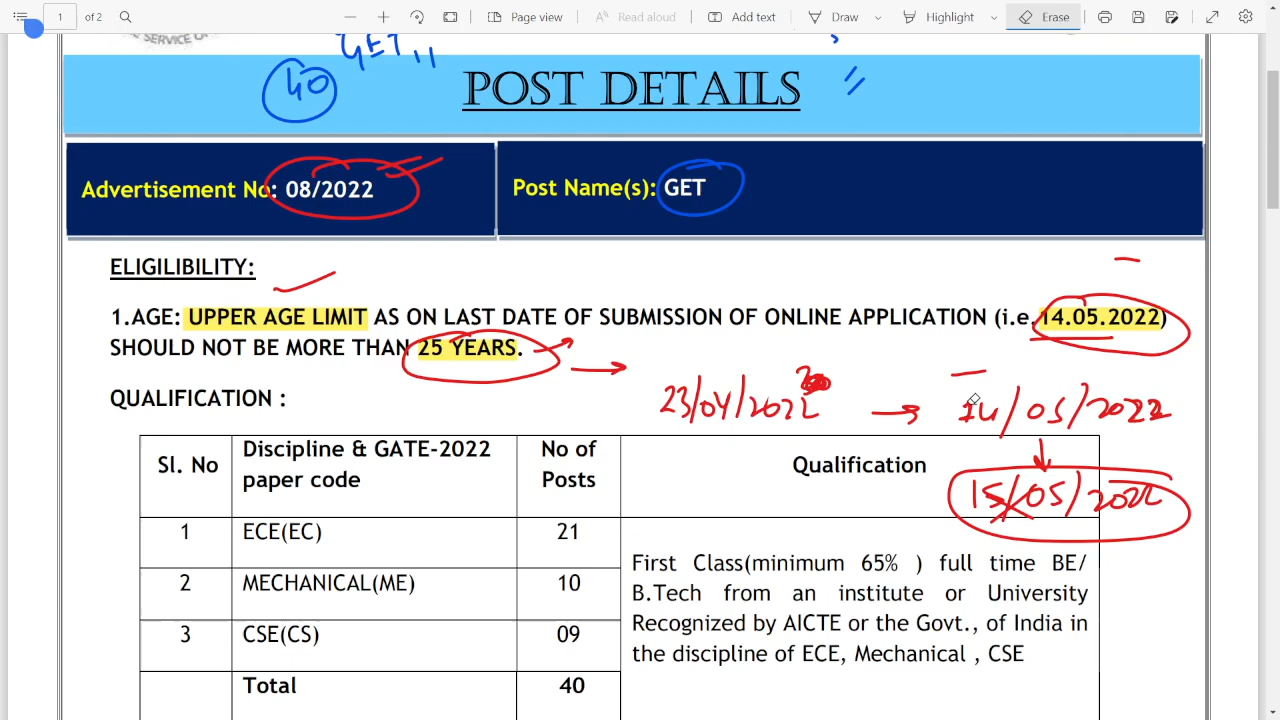 1 of 2 Page view Read aloud Add text Draw Highlight Erase
SERVICE OF
GET
40
POST DETAILS
Advertisement No: 08/2022 Post Name(s): GET
ELIGILIBILITY:
1.AGE: UPPER AGE LIMIT AS ON LAST DATE OF SUBMISSION OF ONLINE APPLICATION (i.e.14.05.2022)
SHOULD NOT BE MORE THAN 25 YEARS.
QUALIFICATION :
23/04/2022 → 14/05/2022
15/05/2022
Sl. No Discipline & GATE-2022 paper code No of Posts Qualification
1 ECE(EC) 21
2 MECHANICAL(ME) 10
3 CSE(CS) 09
First Class(minimum 65% ) full time BE/
B.Tech from an institute or University
Recognized by AICTE or the Govt., of India in
the discipline of ECE, Mechanical , CSE
Total 40